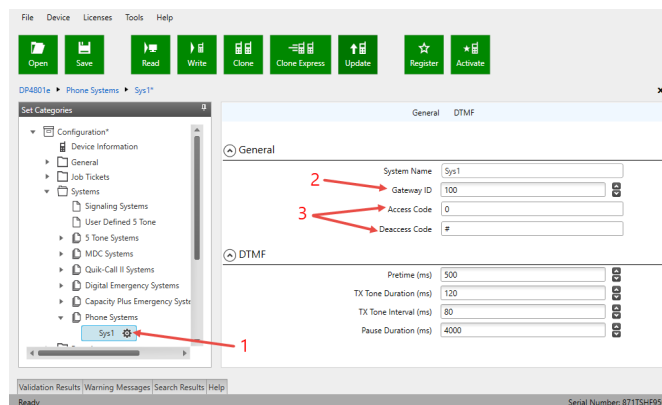 File Device Licenses Tools Help
Open Save Read Write Clone Clone Express Update Register Activate
DP4801e Phone Systems Sys1*
Set Categories
General DTMF
Configuration*
Device Information
General
Job Tickets
Systems
Signaling Systems
User Defined 5 Tone
5 Tone Systems
MDC Systems
Quik-Call II Systems
Digital Emergency Systems
Capacity Plus Emergency Syste
Phone Systems
Sys1
General
System Name Sys1
2
Gateway ID 100
3
Access Code 0
Deaccess Code #
DTMF
Pretime (ms) 500
TX Tone Duration (ms) 120
TX Tone Interval (ms) 80
Pause Duration (ms) 4000
1
Validation Results Warning Messages Search Results Help
Ready Serial Number: 871TSHF95